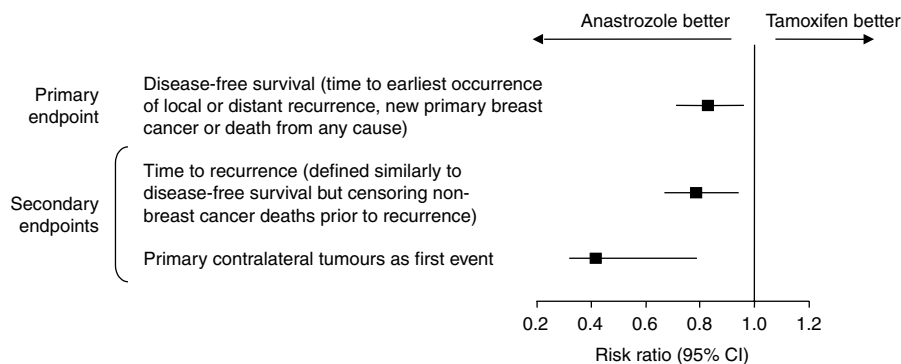 Anastrozole better
Tamoxifen better
Primary
endpoint
Disease-free survival (time to earliest occurrence
of local or distant recurrence, new primary breast
cancer or death from any cause)
Secondary
endpoints
Time to recurrence (defined similarly to
disease-free survival but censoring non-
breast cancer deaths prior to recurrence)
Primary contralateral tumours as first event
0.2 0.4 0.6 0.8 1.0 1.2
Risk ratio (95% CI)